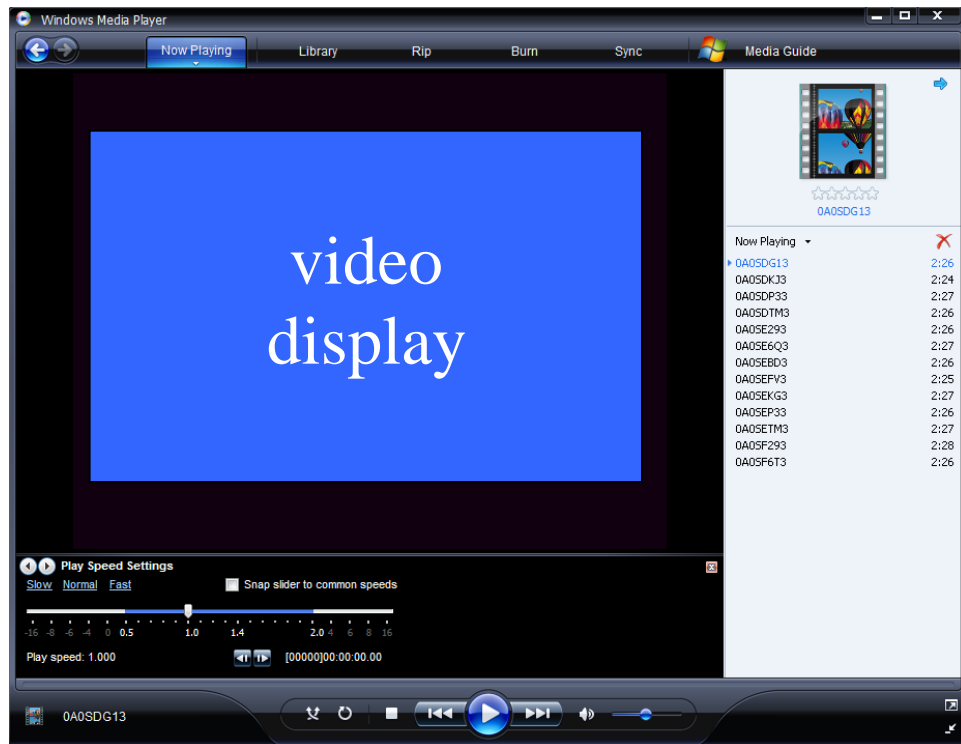 Windows Media Player
Now Playing Library Rip Burn Sync Media Guide
video
display
0A0SDG13
Now Playing
0A0SDG13 2:26
0A0SDKJ3 2:24
0A0SDP33 2:27
0A0SDTM3 2:26
0A0SE293 2:26
0A0SE6Q3 2:27
0A0SEBD3 2:26
0A0SEFV3 2:25
0A0SEKG3 2:27
0A0SEP33 2:26
0A0SETM3 2:27
0A0SF293 2:28
0A0SF6T3 2:26
Play Speed Settings
Slow Normal Fast Snap slider to common speeds
-16 -8 -6 -4 0 0.5 1.0 1.4 2.0 4 6 8 16
Play speed: 1.000 [00000]00:00:00.00
0A0SDG13